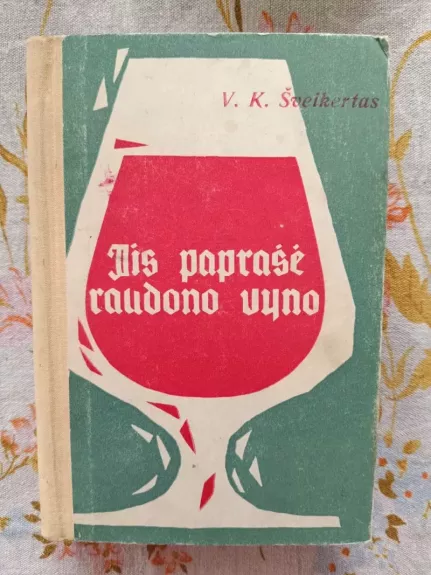 V. K. Šveikertas
Jis paprašė
raudono vyno